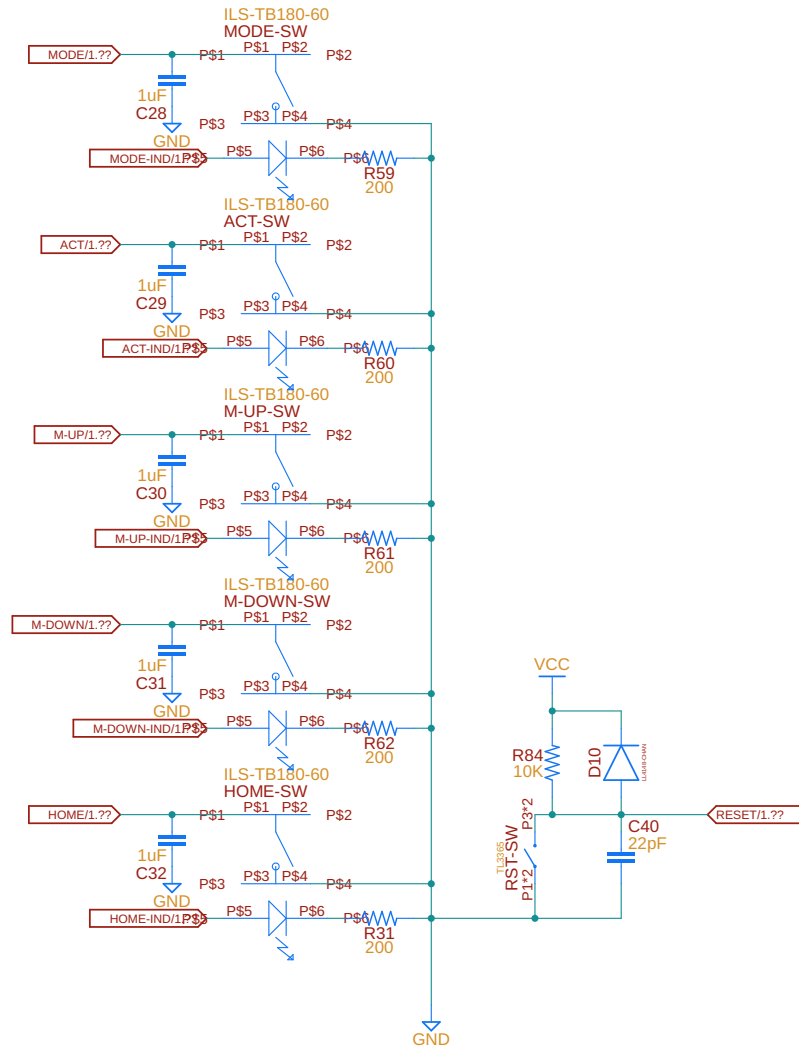 ILS-TB180-60
MODE-SW
MODE/1.??
P$1
P$1
P$2
P$2
1uF
C28
P$3
P$3
P$4
P$4
GND
MODE-IND/1.??
P$5
P$5
P$6
P$6
R59
200
ILS-TB180-60
ACT-SW
ACT/1.??
P$1
P$1
P$2
P$2
1uF
C29
P$3
P$3
P$4
P$4
GND
ACT-IND/1.??
P$5
P$5
P$6
P$6
R60
200
ILS-TB180-60
M-UP-SW
M-UP/1.??
P$1
P$1
P$2
P$2
1uF
C30
P$3
P$3
P$4
P$4
GND
M-UP-IND/1.??
P$5
P$5
P$6
P$6
R61
200
ILS-TB180-60
M-DOWN-SW
M-DOWN/1.??
P$1
P$1
P$2
P$2
1uF
C31
P$3
P$3
P$4
P$4
GND
M-DOWN-IND/1.??
P$5
P$5
P$6
P$6
R62
200
ILS-TB180-60
HOME-SW
HOME/1.??
P$1
P$1
P$2
P$2
1uF
C32
P$3
P$3
P$4
P$4
GND
HOME-IND/1.??
P$5
P$5
P$6
P$6
R31
200
GND
VCC
R84
10K
D10
RESET/1.??
P3*2
TL3365
RST-SW
P1*2
C40
22pF